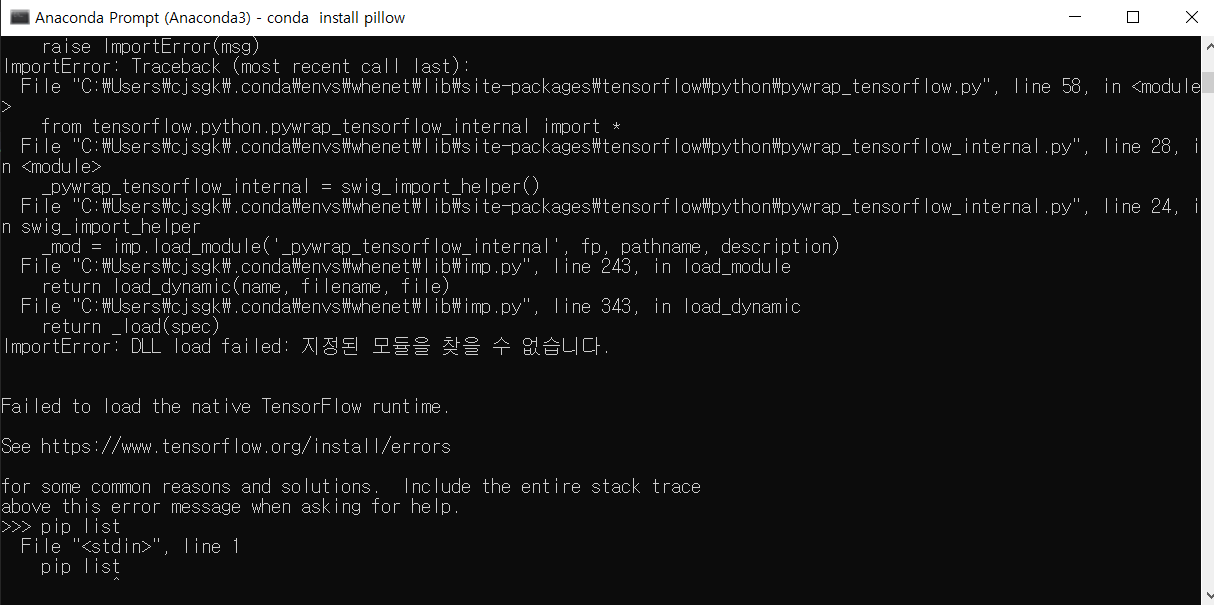 Anaconda Prompt (Anaconda3) - conda  install pillow
    raise ImportError(msg)
ImportError: Traceback (most recent call last):
  File "C:₩Users₩cjsgk₩.conda₩envs₩whenet₩lib₩site-packages₩tensorflow₩python₩pywrap_tensorflow.py", line 58, in <module
>
    from tensorflow.python.pywrap_tensorflow_internal import *
  File "C:₩Users₩cjsgk₩.conda₩envs₩whenet₩lib₩site-packages₩tensorflow₩python₩pywrap_tensorflow_internal.py", line 28, i
n <module>
    _pywrap_tensorflow_internal = swig_import_helper()
  File "C:₩Users₩cjsgk₩.conda₩envs₩whenet₩lib₩site-packages₩tensorflow₩python₩pywrap_tensorflow_internal.py", line 24, i
n swig_import_helper
    _mod = imp.load_module('_pywrap_tensorflow_internal', fp, pathname, description)
  File "C:₩Users₩cjsgk₩.conda₩envs₩whenet₩lib₩imp.py", line 243, in load_module
    return load_dynamic(name, filename, file)
  File "C:₩Users₩cjsgk₩.conda₩envs₩whenet₩lib₩imp.py", line 343, in load_dynamic
    return _load(spec)
ImportError: DLL load failed: 지정된 모듈을 찾을 수 없습니다.
Failed to load the native TensorFlow runtime.
See https://www.tensorflow.org/install/errors
for some common reasons and solutions.  Include the entire stack trace
above this error message when asking for help.
>>> pip list
  File "<stdin>", line 1
    pip list
           ^